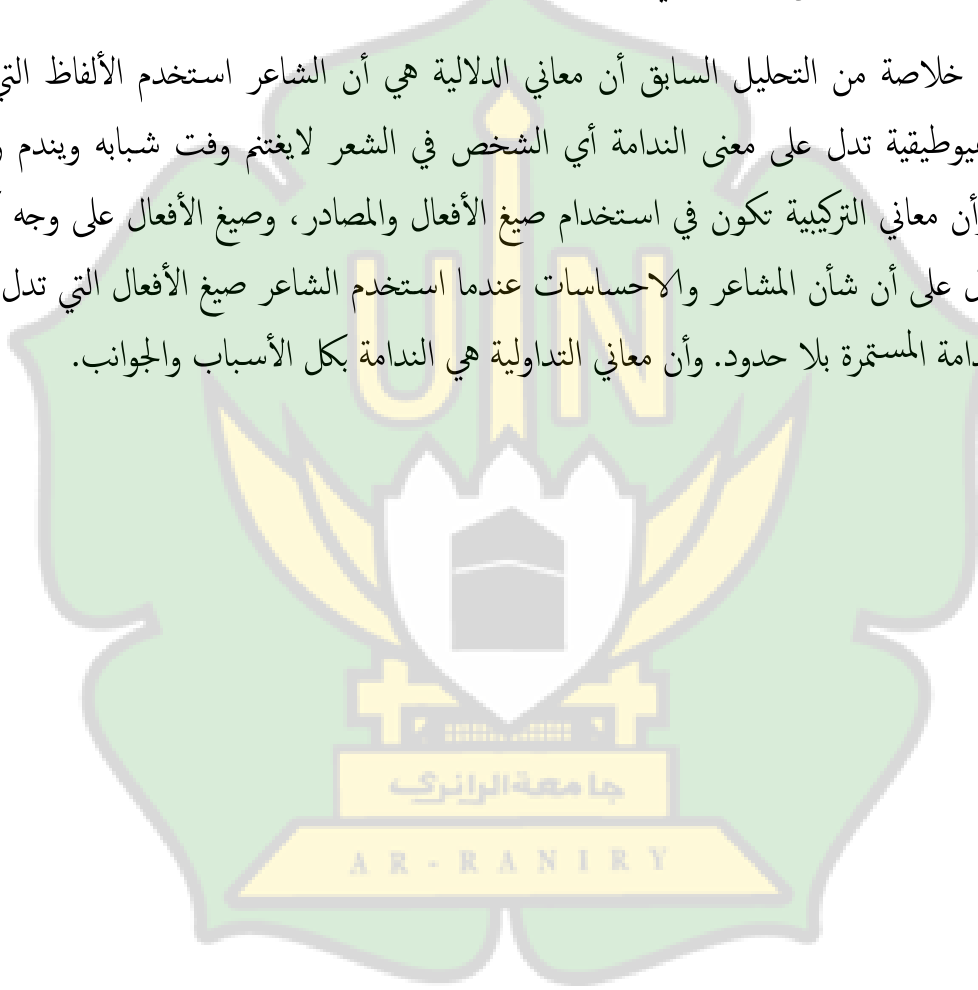 خلاصة من التحليل السابق أن معاني الدلالية هي أن الشاعر استخدم الألفاظ التي
تدل على معنى الندامة أي الشخص في الشعر لايغتنم وفت شبابه ويندم
أن معاني التركيبية تكون في استخدام صيغ الأفعال والمصادر، وصيغ الأفعال على وجه
على أن شأن المشاعر والاحساسات عندما استخدم الشاعر صيغ الأفعال التي تدل
المستمرة بلا حدود. وأن معاني التداولية هي الندامة بكل الأسباب والجوانب.
UIN
جامعة الرانري
AR-RANIRY